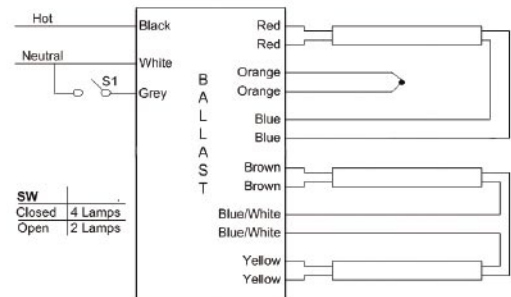 Hot
Black
Neutral
White
S1
Grey
BALLAST
Red
Red
Orange
Orange
Blue
Blue
Brown
Brown
Blue/White
Blue/White
Yellow
Yellow
SW
Closed 4 Lamps
Open 2 Lamps